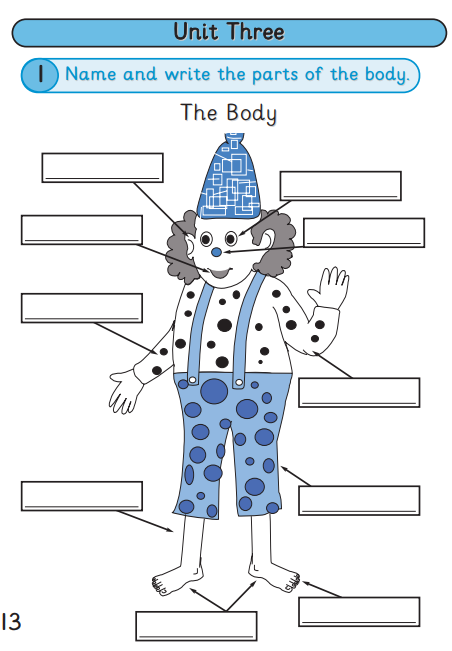 Unit Three
1 Name and write the parts of the body.
The Body
13